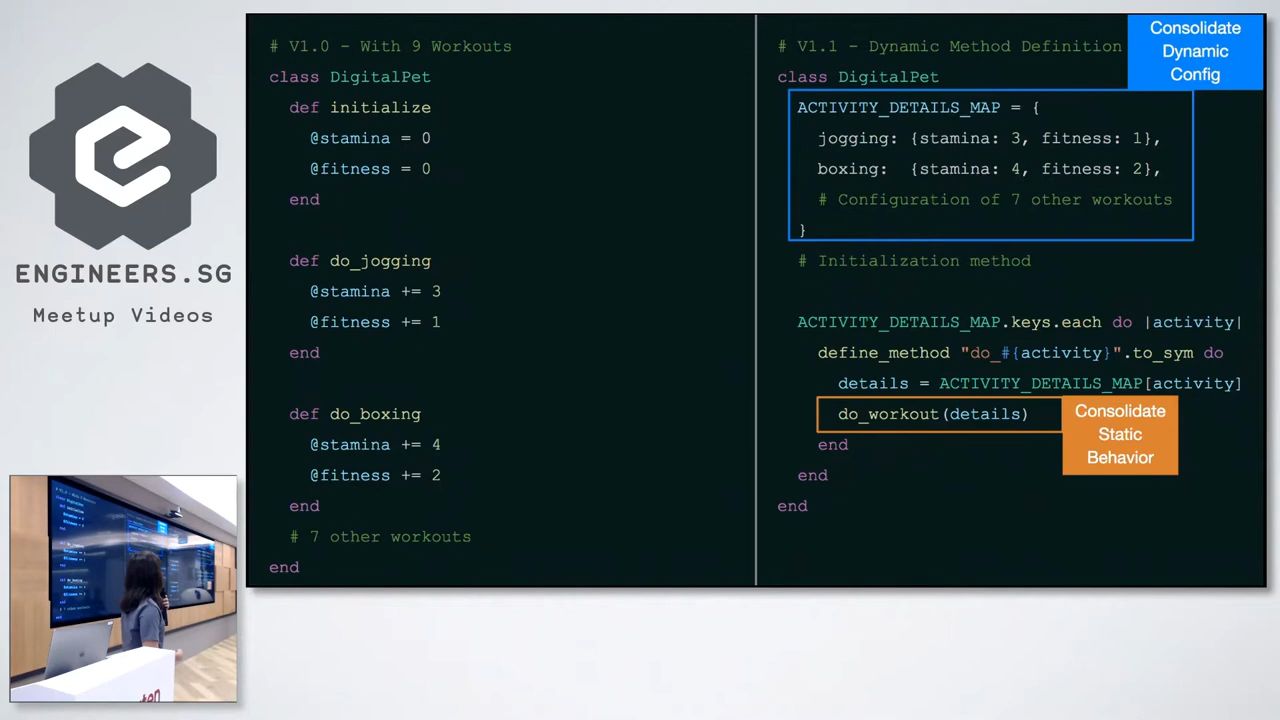 ENGINEERS.SG
Meetup Videos
# V1.0 - With 9 Workouts
class DigitalPet
def initialize
@stamina = 0
@fitness = 0
end
def do_jogging
@stamina += 3
@fitness += 1
end
def do_boxing
@stamina += 4
@fitness += 2
end
# 7 other workouts
end
# V1.1 - Dynamic Method Definition
Consolidate
Dynamic
Config
class DigitalPet
ACTIVITY_DETAILS_MAP = {
jogging: {stamina: 3, fitness: 1},
boxing:  {stamina: 4, fitness: 2},
# Configuration of 7 other workouts
}
# Initialization method
ACTIVITY_DETAILS_MAP.keys.each do |activity|
define_method "do_#{activity}".to_sym do
details = ACTIVITY_DETAILS_MAP[activity]
do_workout(details)
Consolidate
Static
Behavior
end
end
end